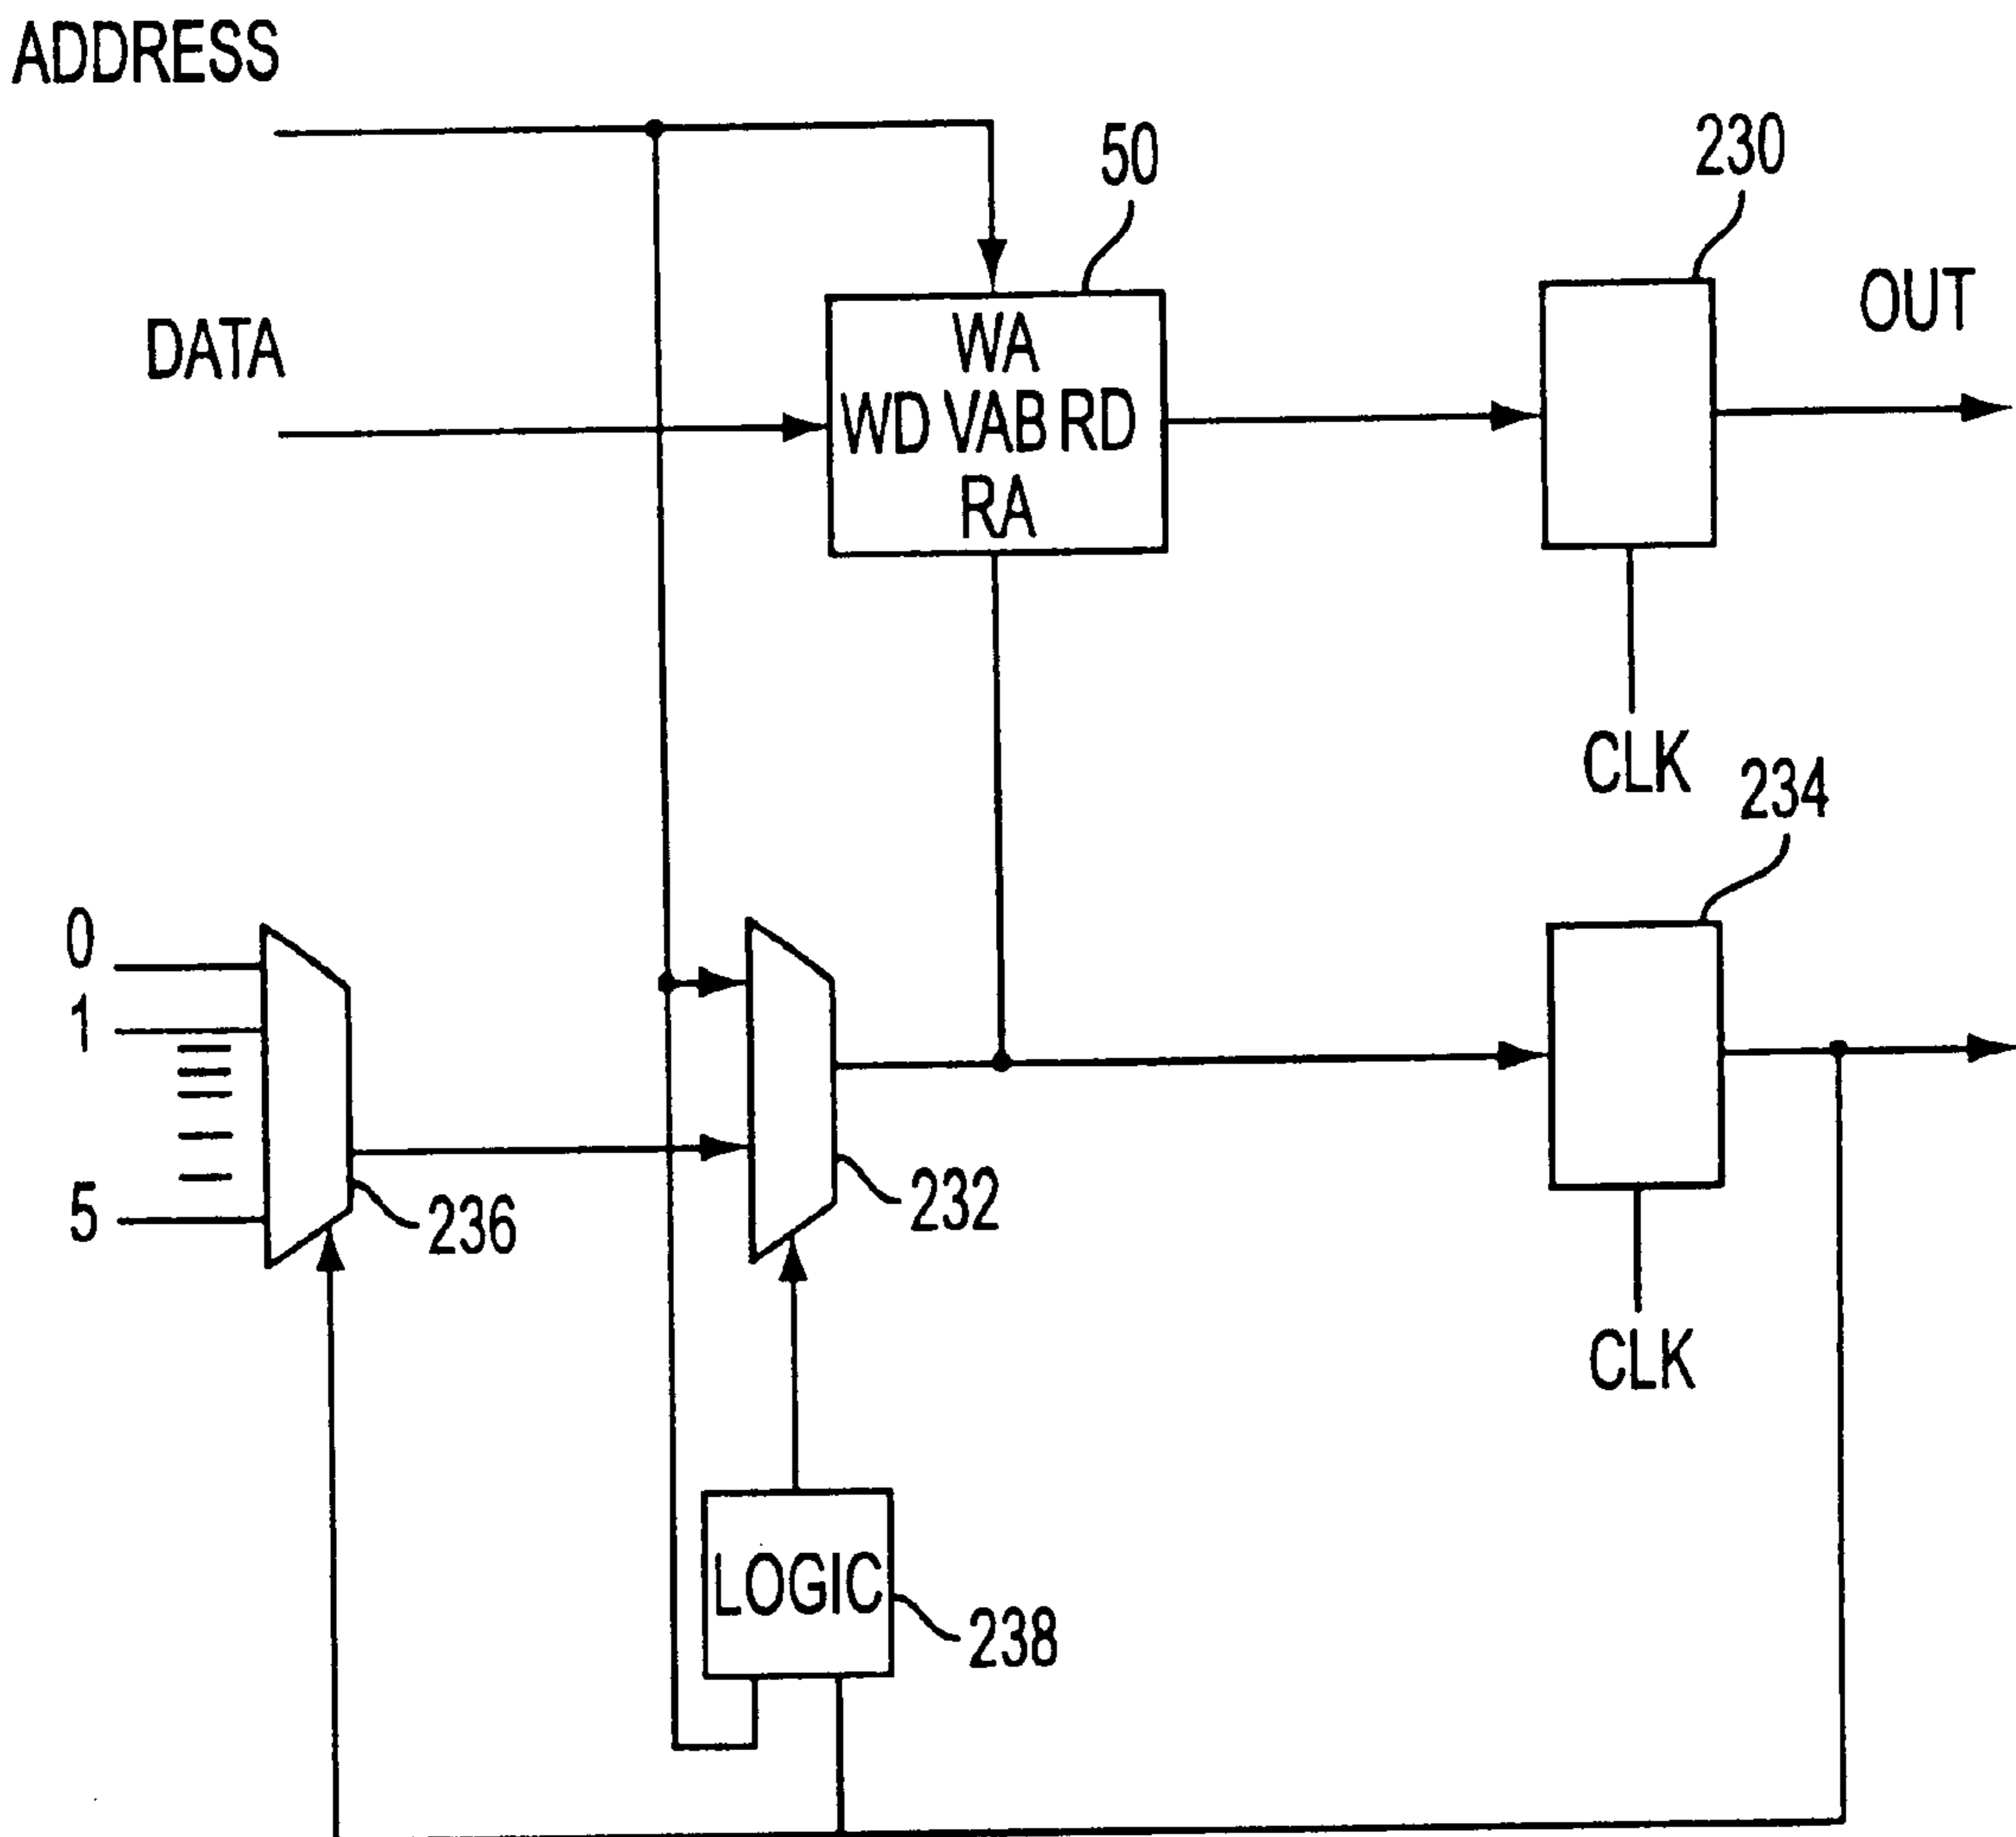 ADDRESS
50
230
DATA
OUT
WA
WD VAB RD
RA
CLK
234
0
1
5
236
232
CLK
LOGIC
238